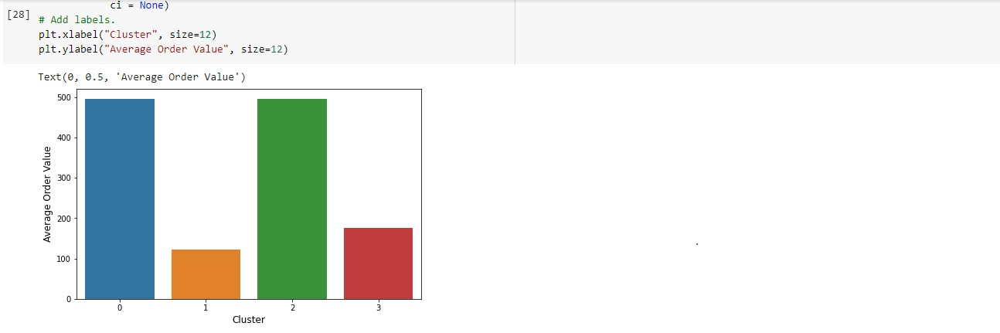 ci = None)
[28]
# Add labels.
plt.xlabel("Cluster", size=12)
plt.ylabel("Average Order Value", size=12)
Text(0, 0.5, 'Average Order Value')
500
400
300
200
100
0
Average Order Value
0 1 2 3
Cluster